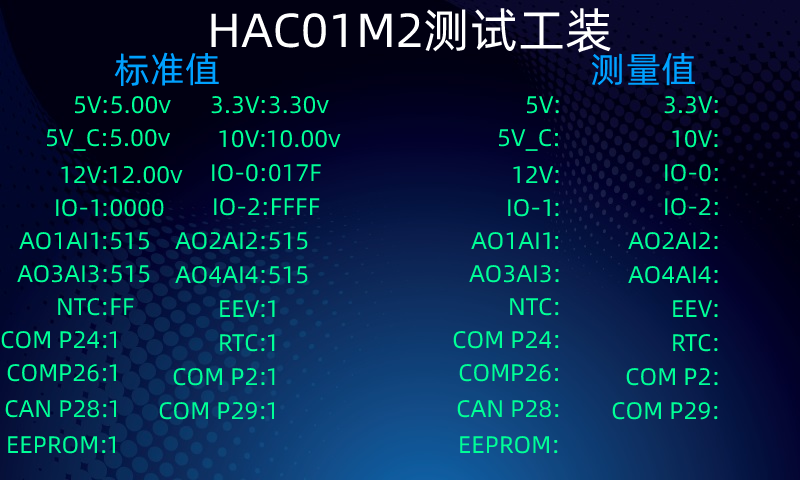 HAC01M2测试工装
标准值 测量值
5V:5.00v 3.3V:3.30v 5V: 3.3V:
5V_C:5.00v 10V:10.00v 5V_C: 10V:
12V:12.00v IO-0:017F 12V: IO-0:
IO-1:0000 IO-2:FFFF IO-1: IO-2:
AO1AI1:515 AO2AI2:515 AO1AI1: AO2AI2:
AO3AI3:515 AO4AI4:515 AO3AI3: AO4AI4:
NTC:FF EEV:1 NTC: EEV:
COM P24:1 RTC:1 COM P24: RTC:
COMP26:1 COM P2:1 COMP26: COM P2:
CAN P28:1 COM P29:1 CAN P28: COM P29:
EEPROM:1 EEPROM: